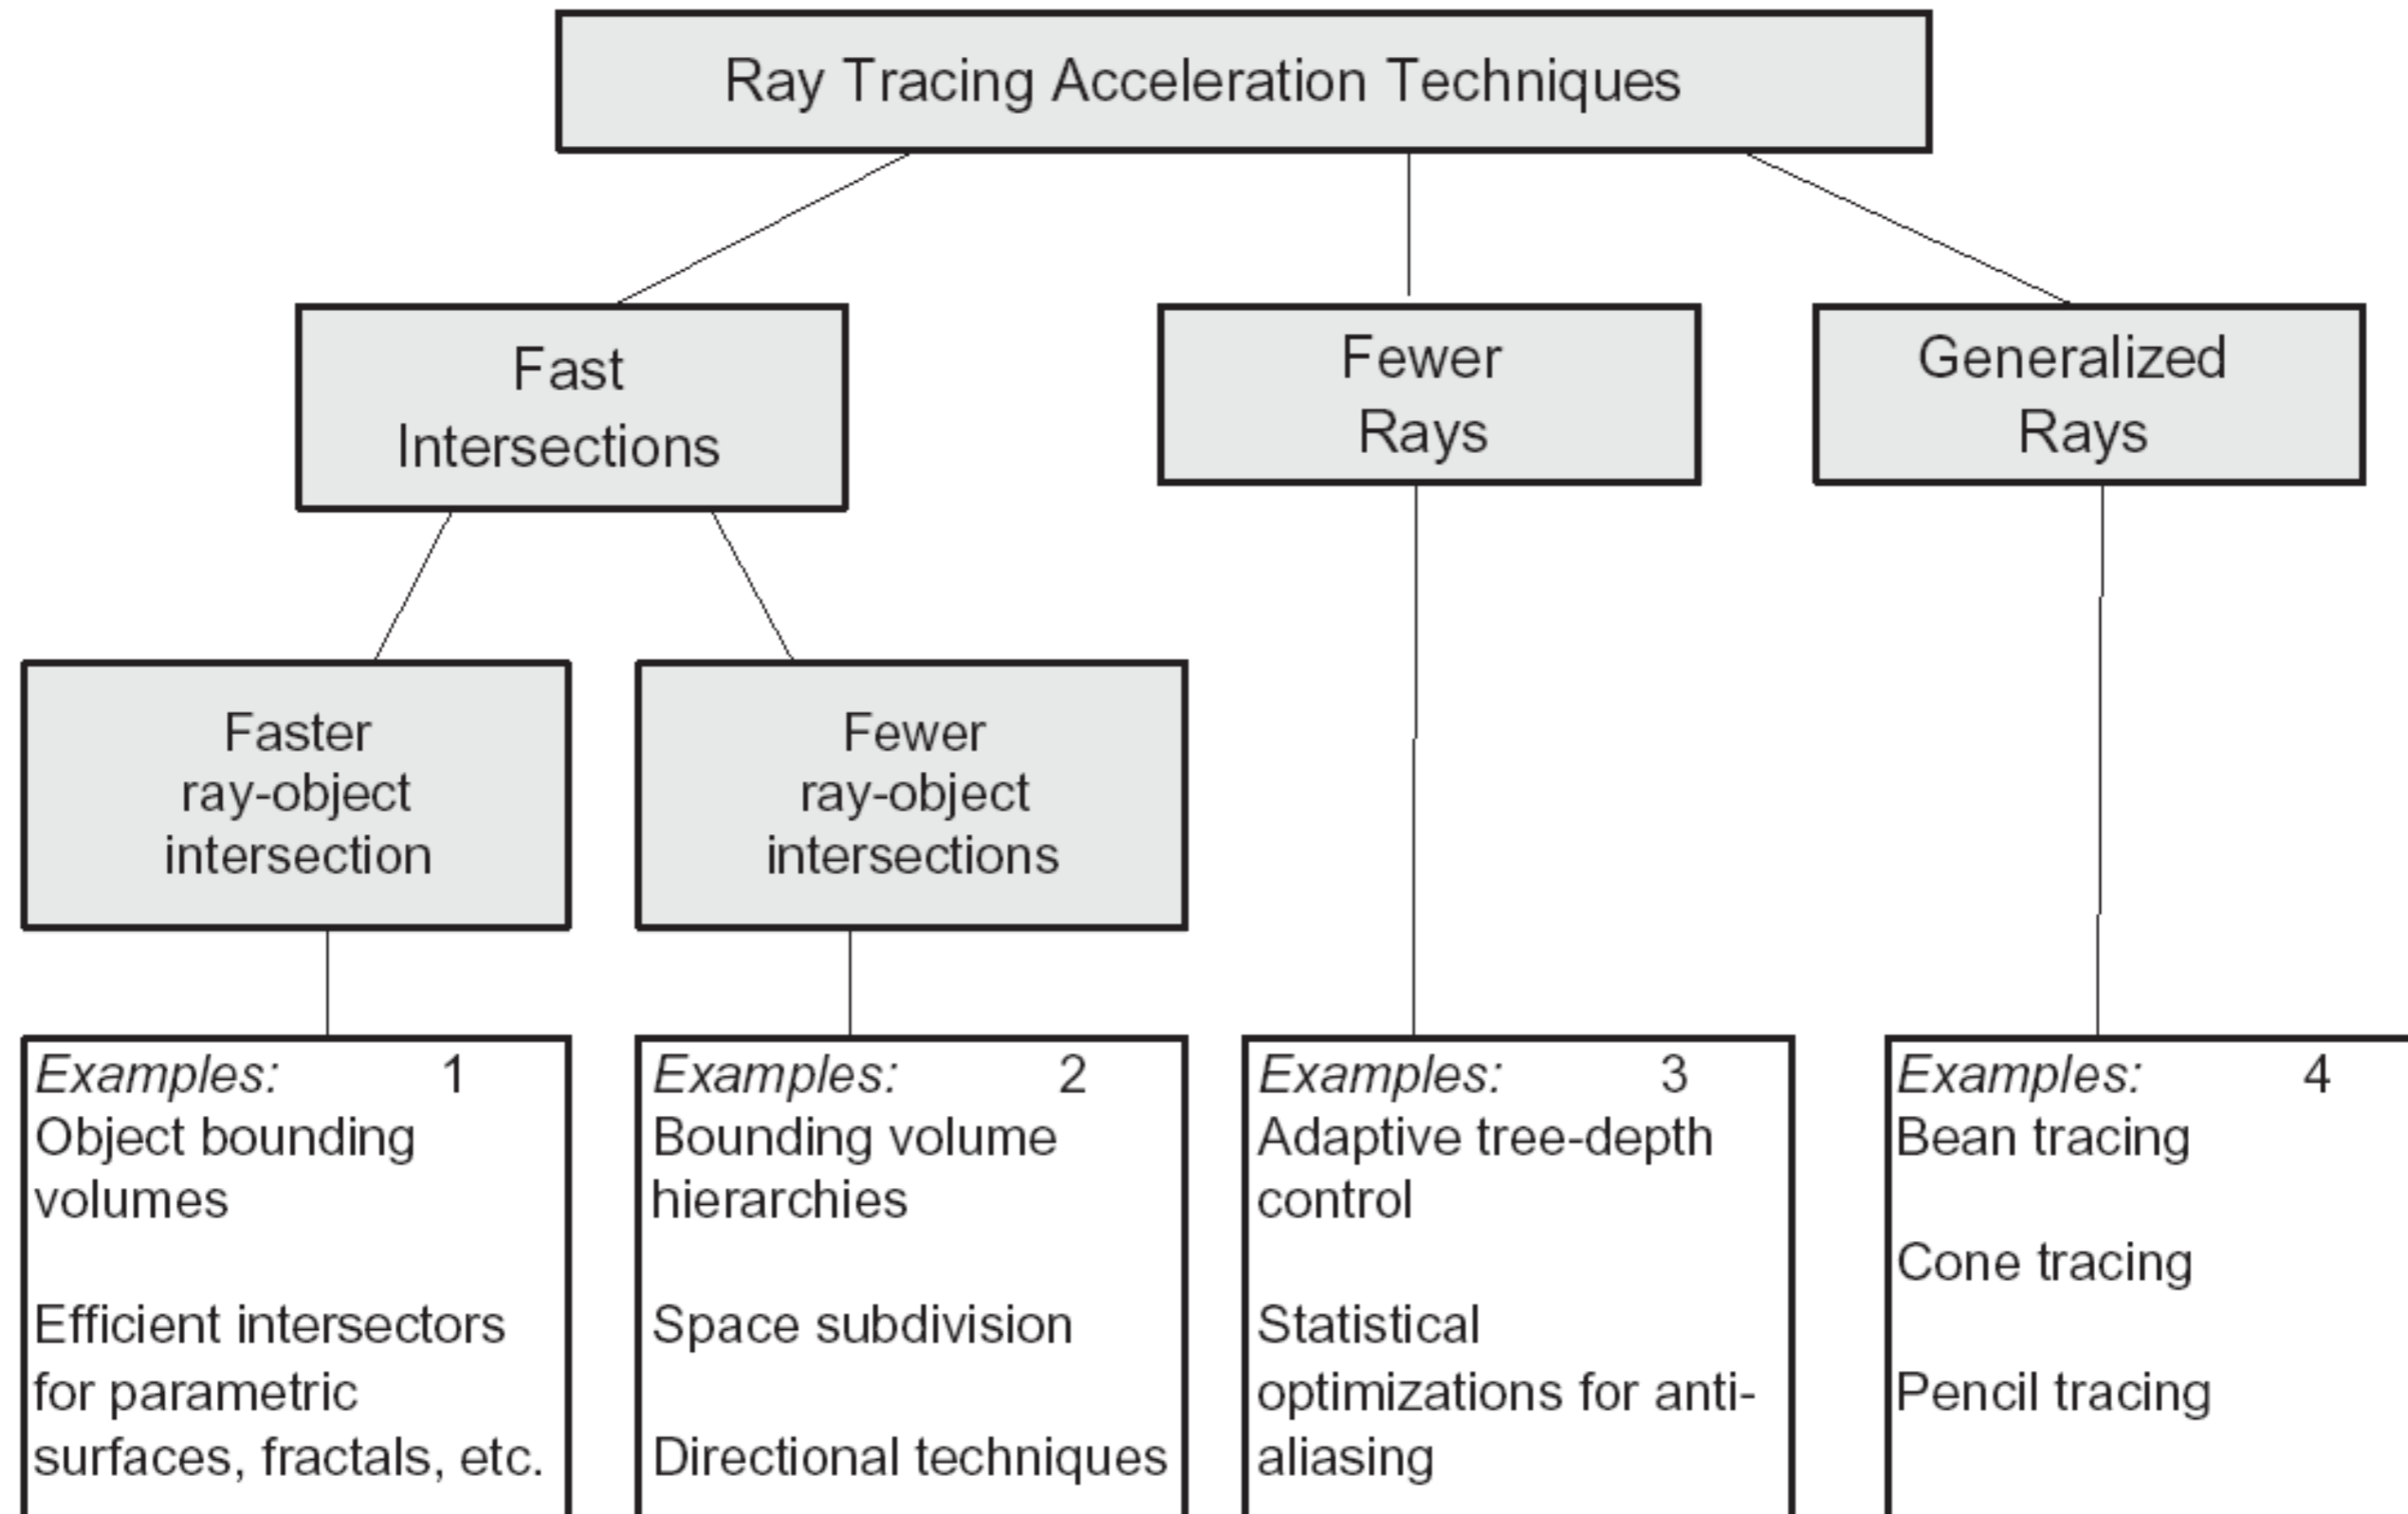 Ray Tracing Acceleration Techniques
Fast
Intersections
Fewer
Rays
Generalized
Rays
Faster
ray-object
intersection
Fewer
ray-object
intersections
Examples: 1
Object bounding
volumes
Efficient intersectors
for parametric
surfaces, fractals, etc.
Examples: 2
Bounding volume
hierarchies
Space subdivision
Directional techniques
Examples: 3
Adaptive tree-depth
control
Statistical
optimizations for anti-
aliasing
Examples: 4
Bean tracing
Cone tracing
Pencil tracing